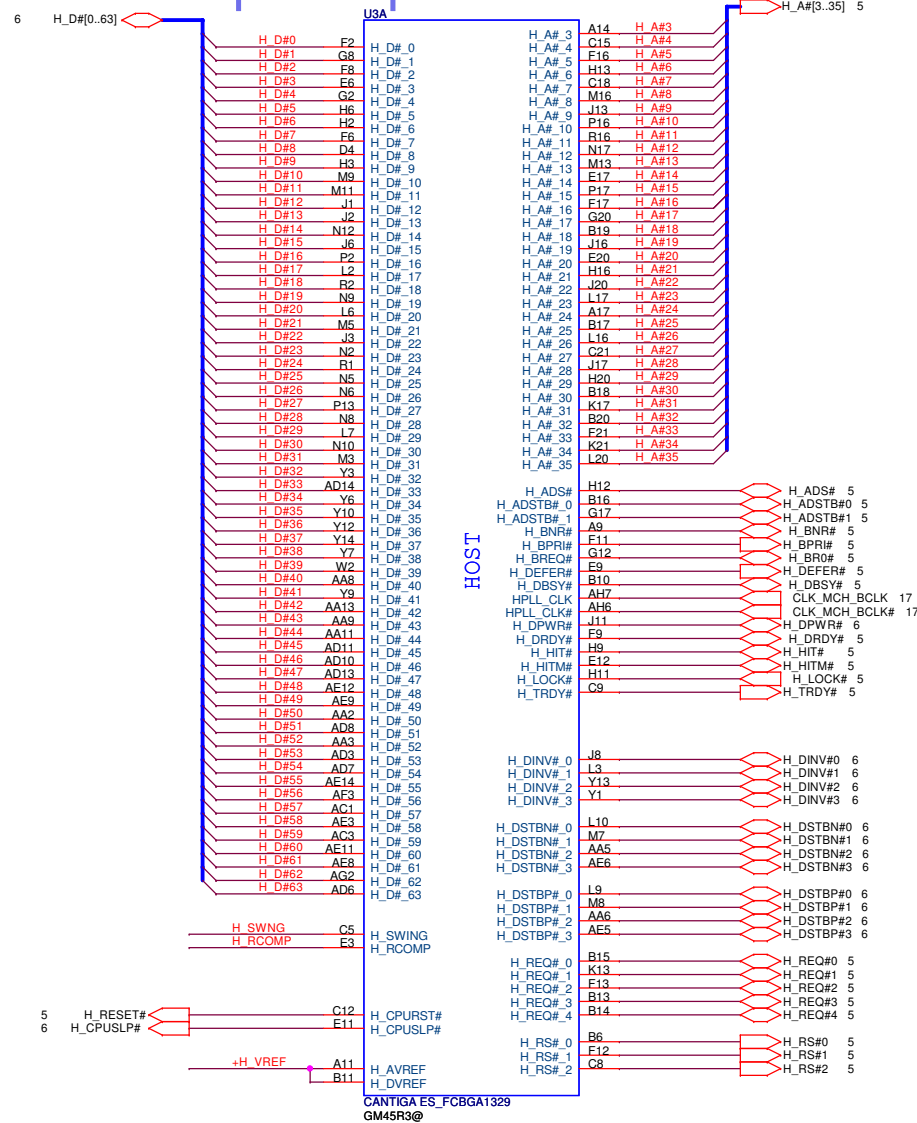 6 H_D#[0..63] U3A H_A#[3..35] 5
H_D#0 F2 H_D#_0 H_A#_3 A14 H_A#3
H_D#1 G8 H_D#_1 H_A#_4 C15 H_A#4
H_D#2 F8 H_D#_2 H_A#_5 F16 H_A#5
H_D#3 E6 H_D#_3 H_A#_6 H13 H_A#6
H_D#4 G2 H_D#_4 H_A#_7 C18 H_A#7
H_D#5 H6 H_D#_5 H_A#_8 M16 H_A#8
H_D#6 H2 H_D#_6 H_A#_9 J13 H_A#9
H_D#7 F6 H_D#_7 H_A#_10 P16 H_A#10
H_D#8 D4 H_D#_8 H_A#_11 R16 H_A#11
H_D#9 H3 H_D#_9 H_A#_12 N17 H_A#12
H_D#10 M9 H_D#_10 H_A#_13 M13 H_A#13
H_D#11 M11 H_D#_11 H_A#_14 E17 H_A#14
H_D#12 J1 H_D#_12 H_A#_15 P17 H_A#15
H_D#13 J2 H_D#_13 H_A#_16 F17 H_A#16
H_D#14 N12 H_D#_14 H_A#_17 G20 H_A#17
H_D#15 J6 H_D#_15 H_A#_18 B19 H_A#18
H_D#16 P2 H_D#_16 H_A#_19 J16 H_A#19
H_D#17 L2 H_D#_17 H_A#_20 E20 H_A#20
H_D#18 R2 H_D#_18 H_A#_21 H16 H_A#21
H_D#19 N9 H_D#_19 H_A#_22 J20 H_A#22
H_D#20 L6 H_D#_20 H_A#_23 L17 H_A#23
H_D#21 M5 H_D#_21 H_A#_24 A17 H_A#24
H_D#22 J3 H_D#_22 H_A#_25 B17 H_A#25
H_D#23 N2 H_D#_23 H_A#_26 L16 H_A#26
H_D#24 R1 H_D#_24 H_A#_27 C21 H_A#27
H_D#25 N5 H_D#_25 H_A#_28 J17 H_A#28
H_D#26 N6 H_D#_26 H_A#_29 H20 H_A#29
H_D#27 P13 H_D#_27 H_A#_30 B18 H_A#30
H_D#28 N8 H_D#_28 H_A#_31 K17 H_A#31
H_D#29 L7 H_D#_29 H_A#_32 B20 H_A#32
H_D#30 N10 H_D#_30 H_A#_33 F21 H_A#33
H_D#31 M3 H_D#_31 H_A#_34 K21 H_A#34
H_D#32 Y3 H_D#_32 H_A#_35 L20 H_A#35
H_D#33 AD14 H_D#_33 H_ADS# H12 H_ADS# 5
H_D#34 Y6 H_D#_34 H_ADSTB#_0 B16 H_ADSTB#0 5
H_D#35 Y10 H_D#_35 H_ADSTB#_1 G17 H_ADSTB#1 5
H_D#36 Y12 H_D#_36 H_BNR# A9 H_BNR# 5
H_D#37 Y14 H_D#_37 H_BPRI# F11 H_BPRI# 5
H_D#38 Y7 H_D#_38 H_BREQ# G12 H_BR0# 5
H_D#39 W2 H_D#_39 H_DEFER# E9 H_DEFER# 5
H_D#40 AA8 H_D#_40 H_DBSY# B10 H_DBSY# 5
H_D#41 Y9 H_D#_41 HPLL_CLK AH7 CLK_MCH_BCLK 17
H_D#42 AA13 H_D#_42 HPLL_CLK# AH6 CLK_MCH_BCLK# 17
H_D#43 AA9 H_D#_43 H_DPWR# J11 H_DPWR# 6
H_D#44 AA11 H_D#_44 H_DRDY# F9 H_DRDY# 5
H_D#45 AD11 H_D#_45 H_HIT# H9 H_HIT# 5
H_D#46 AD10 H_D#_46 H_HITM# E12 H_HITM# 5
H_D#47 AD13 H_D#_47 H_LOCK# H11 H_LOCK# 5
H_D#48 AE12 H_D#_48 H_TRDY# C9 H_TRDY# 5
HOST
H_D#49 AE9 H_D#_49
H_D#50 AA2 H_D#_50
H_D#51 AD8 H_D#_51
H_D#52 AA3 H_D#_52
H_D#53 AD3 H_D#_53 H_DINV#_0 J8 H_DINV#0 6
H_D#54 AD7 H_D#_54 H_DINV#_1 L3 H_DINV#1 6
H_D#55 AE14 H_D#_55 H_DINV#_2 Y13 H_DINV#2 6
H_D#56 AF3 H_D#_56 H_DINV#_3 Y1 H_DINV#3 6
H_D#57 AC1 H_D#_57
H_D#58 AE3 H_D#_58 H_DSTBN#_0 L10 H_DSTBN#0 6
H_D#59 AC3 H_D#_59 H_DSTBN#_1 M7 H_DSTBN#1 6
H_D#60 AE11 H_D#_60 H_DSTBN#_2 AA5 H_DSTBN#2 6
H_D#61 AE8 H_D#_61 H_DSTBN#_3 AE6 H_DSTBN#3 6
H_D#62 AG2 H_D#_62
H_D#63 AD6 H_D#_63 H_DSTBP#_0 L9 H_DSTBP#0 6
H_DSTBP#_1 M8 H_DSTBP#1 6
H_DSTBP#_2 AA6 H_DSTBP#2 6
H_SWNG C5 H_SWING H_DSTBP#_3 AE5 H_DSTBP#3 6
H_RCOMP E3 H_RCOMP
H_REQ#_0 B15 H_REQ#0 5
H_REQ#_1 K13 H_REQ#1 5
H_REQ#_2 F13 H_REQ#2 5
H_REQ#_3 B13 H_REQ#3 5
5 H_RESET# C12 H_CPURST# H_REQ#_4 B14 H_REQ#4 5
6 H_CPUSLP# E11 H_CPUSLP#
H_RS#_0 B6 H_RS#0 5
H_RS#_1 F12 H_RS#1 5
+H_VREF A11 H_AVREF H_RS#_2 C8 H_RS#2 5
B11 H_DVREF
CANTIGA ES_FCBGA1329
GM45R3@